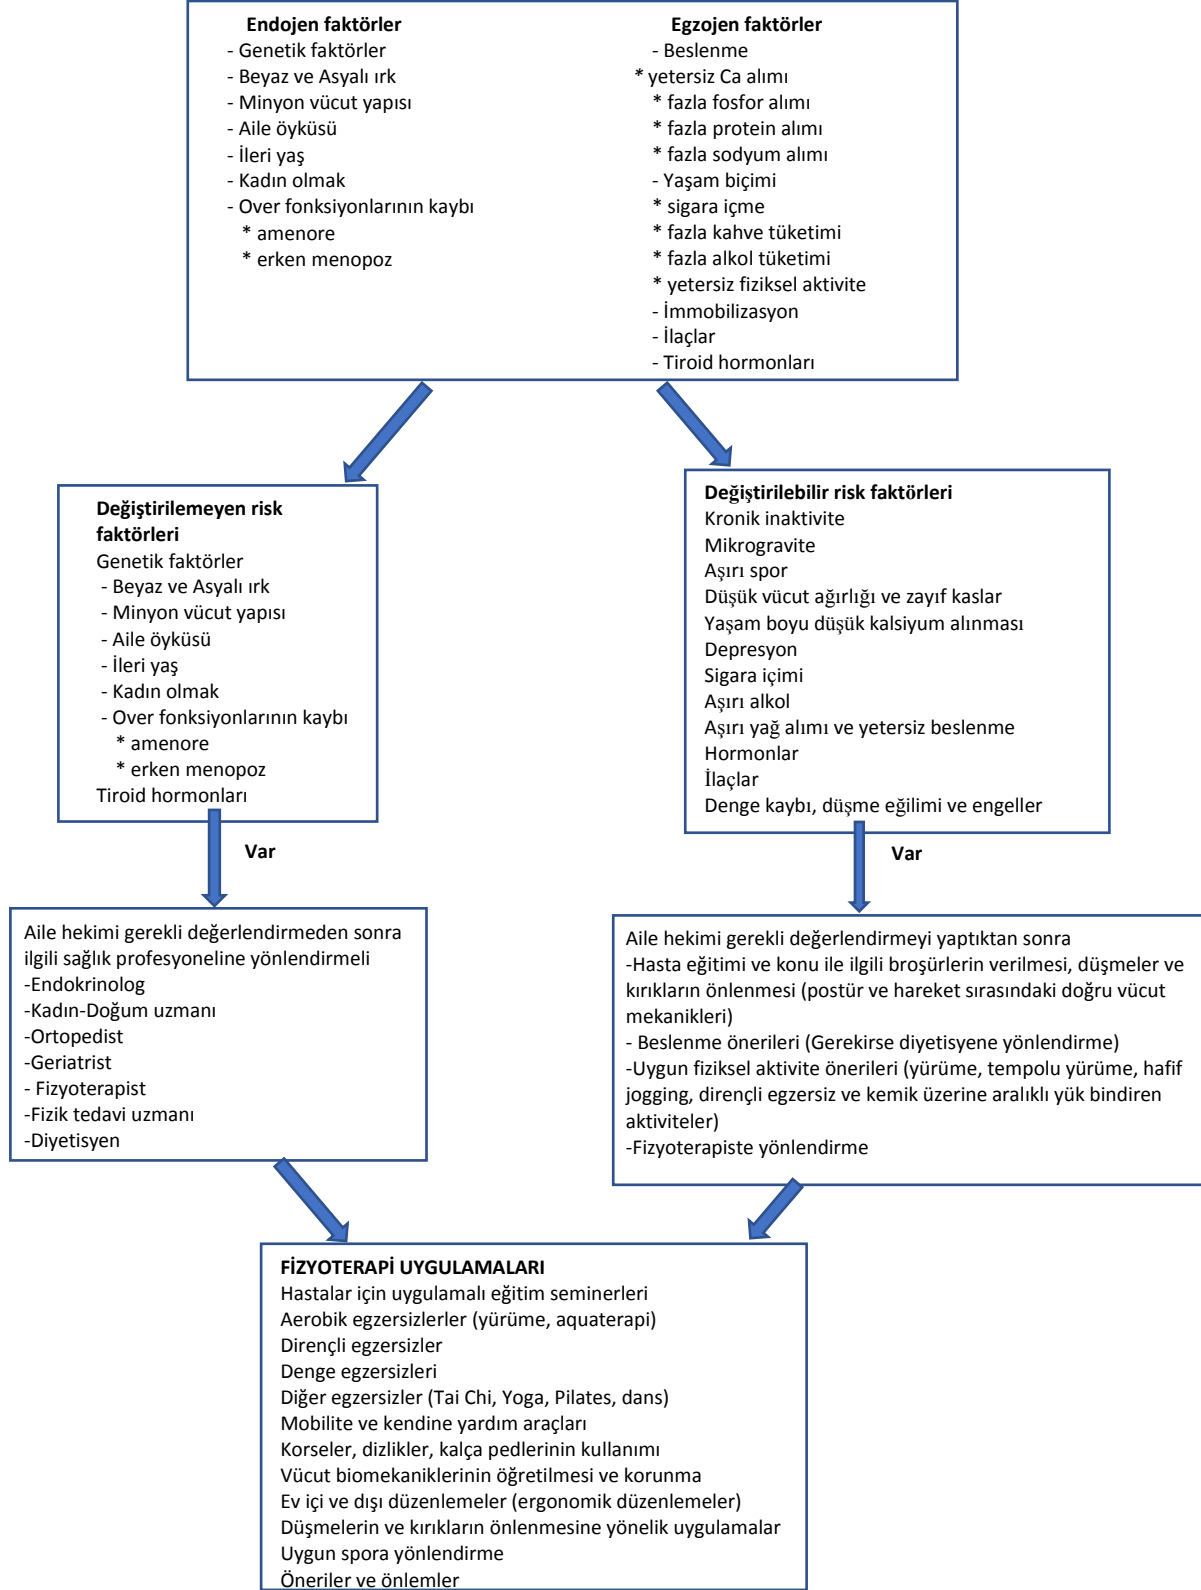 Endojen faktörler
- Genetik faktörler
- Beyaz ve Asyalı ırk
- Minyon vücut yapısı
- Aile öyküsü
- İleri yaş
- Kadın olmak
- Over fonksiyonlarının kaybı
* amenore
* erken menopoz
Egzojen faktörler
- Beslenme
* yetersiz Ca alımı
* fazla fosfor alımı
* fazla protein alımı
* fazla sodyum alımı
- Yaşam biçimi
* sigara içme
* fazla kahve tüketimi
* fazla alkol tüketimi
* yetersiz fiziksel aktivite
- İmmobilizasyon
- İlaçlar
- Tiroid hormonları
Değiştirilemeyen risk
faktörleri
Genetik faktörler
- Beyaz ve Asyalı ırk
- Minyon vücut yapısı
- Aile öyküsü
- İleri yaş
- Kadın olmak
- Over fonksiyonlarının kaybı
* amenore
* erken menopoz
Tiroid hormonları
Değiştirilebilir risk faktörleri
Kronik inaktivite
Mikrogravite
Aşırı spor
Düşük vücut ağırlığı ve zayıf kaslar
Yaşam boyu düşük kalsiyum alınması
Depresyon
Sigara içimi
Aşırı alkol
Aşırı yağ alımı ve yetersiz beslenme
Hormonlar
İlaçlar
Denge kaybı, düşme eğilimi ve engeller
Var
Var
Aile hekimi gerekli değerlendirmeden sonra
ilgili sağlık profesyoneline yönlendirmeli
-Endokrinolog
-Kadın-Doğum uzmanı
-Ortopedist
-Geriatrist
- Fizyoterapist
-Fizik tedavi uzmanı
-Diyetisyen
Aile hekimi gerekli değerlendirmeyi yaptıktan sonra
-Hasta eğitimi ve konu ile ilgili broşürlerin verilmesi, düşmeler ve
kırıkların önlenmesi (postür ve hareket sırasındaki doğru vücut
mekanikleri)
- Beslenme önerileri (Gerekirse diyetisyene yönlendirme)
-Uygun fiziksel aktivite önerileri (yürüme, tempolu yürüme, hafif
jogging, dirençli egzersiz ve kemik üzerine aralıklı yük bindiren
aktiviteler)
-Fizyoterapiste yönlendirme
FİZYOTERAPİ UYGULAMALARI
Hastalar için uygulamalı eğitim seminerleri
Aerobik egzersizlerler (yürüme, aquaterapi)
Dirençli egzersizler
Denge egzersizleri
Diğer egzersizler (Tai Chi, Yoga, Pilates, dans)
Mobilite ve kendine yardım araçları
Korseler, dizlikler, kalça pedlerinin kullanımı
Vücut biomekaniklerinin öğretilmesi ve korunma
Ev içi ve dışı düzenlemeler (ergonomik düzenlemeler)
Düşmelerin ve kırıkların önlenmesine yönelik uygulamalar
Uygun spora yönlendirme
Öneriler ve önlemler